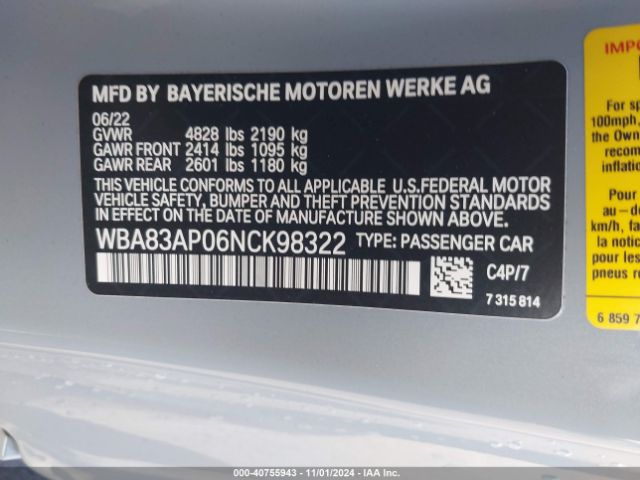 MFD BY BAYERISCHE MOTOREN WERKE AG
06/22
GVWR 4828 lbs 2190 kg
GAWR FRONT 2414 lbs 1095 kg
GAWR REAR 2601 lbs 1180 kg
THIS VEHICLE CONFORMS TO ALL APPLICABLE U.S.FEDERAL MOTOR
VEHICLE SAFETY, BUMPER AND THEFT PREVENTION STANDARDS
IN EFFECT ON THE DATE OF MANUFACTURE SHOWN ABOVE.
WBA83AP06NCK98322 TYPE: PASSENGER CAR
C4P/7
7 315 814
For sp
100mph,
the Own
recom
inflatio
Pou
au–d
km/h, fa
la notic
pour les
pneus r
6 859 7
000-40755943 - 11/01/2024 - IAA Inc.